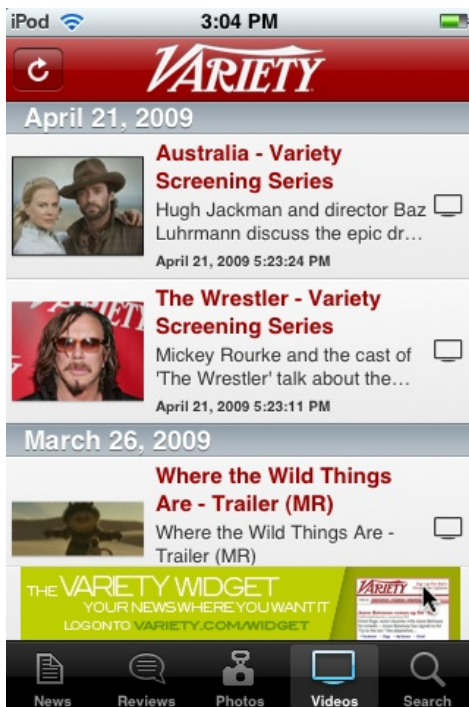 iPod 3:04 PM
VARIETY
April 21, 2009
Australia - Variety
Screening Series
Hugh Jackman and director Baz
Luhrmann discuss the epic dr...
April 21, 2009 5:23:24 PM
The Wrestler - Variety
Screening Series
Mickey Rourke and the cast of
'The Wrestler' talk about the...
April 21, 2009 5:23:11 PM
March 26, 2009
Where the Wild Things
Are - Trailer (MR)
Where the Wild Things Are -
Trailer (MR)
THE VARIETY WIDGET
YOUR NEWS WHERE YOU WANT IT
LOG ONTO VARIETY.COM/WIDGET
VARIETY
News Reviews Photos Videos Search